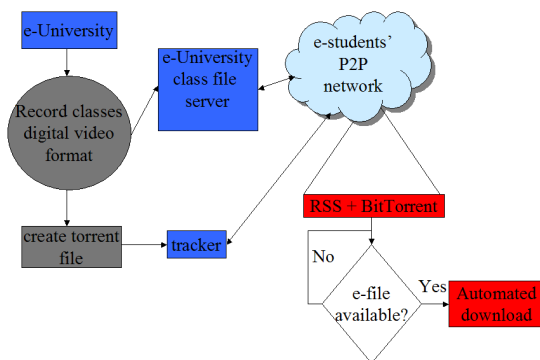 e-University
Record classes
digital video
format
create torrent
file
e-University
class file
server
tracker
e-students’
P2P
network
RSS + BitTorrent
No
e-file
available?
Yes
Automated
download